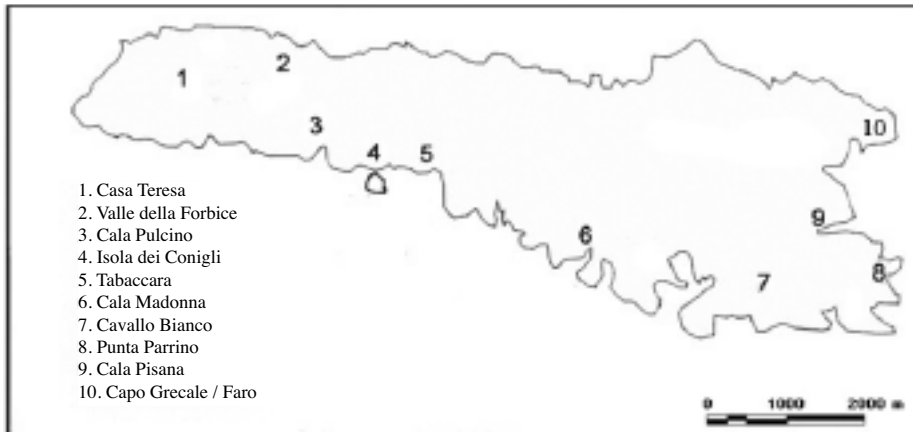 2
1
10
3
4
5
1. Casa Teresa
2. Valle della Forbice
3. Cala Pulcino
4. Isola dei Conigli
5. Tabaccara
6. Cala Madonna
7. Cavallo Bianco
8. Punta Parrino
9. Cala Pisana
10. Capo Grecale / Faro
9
6
8
7
0 1000 2000 m